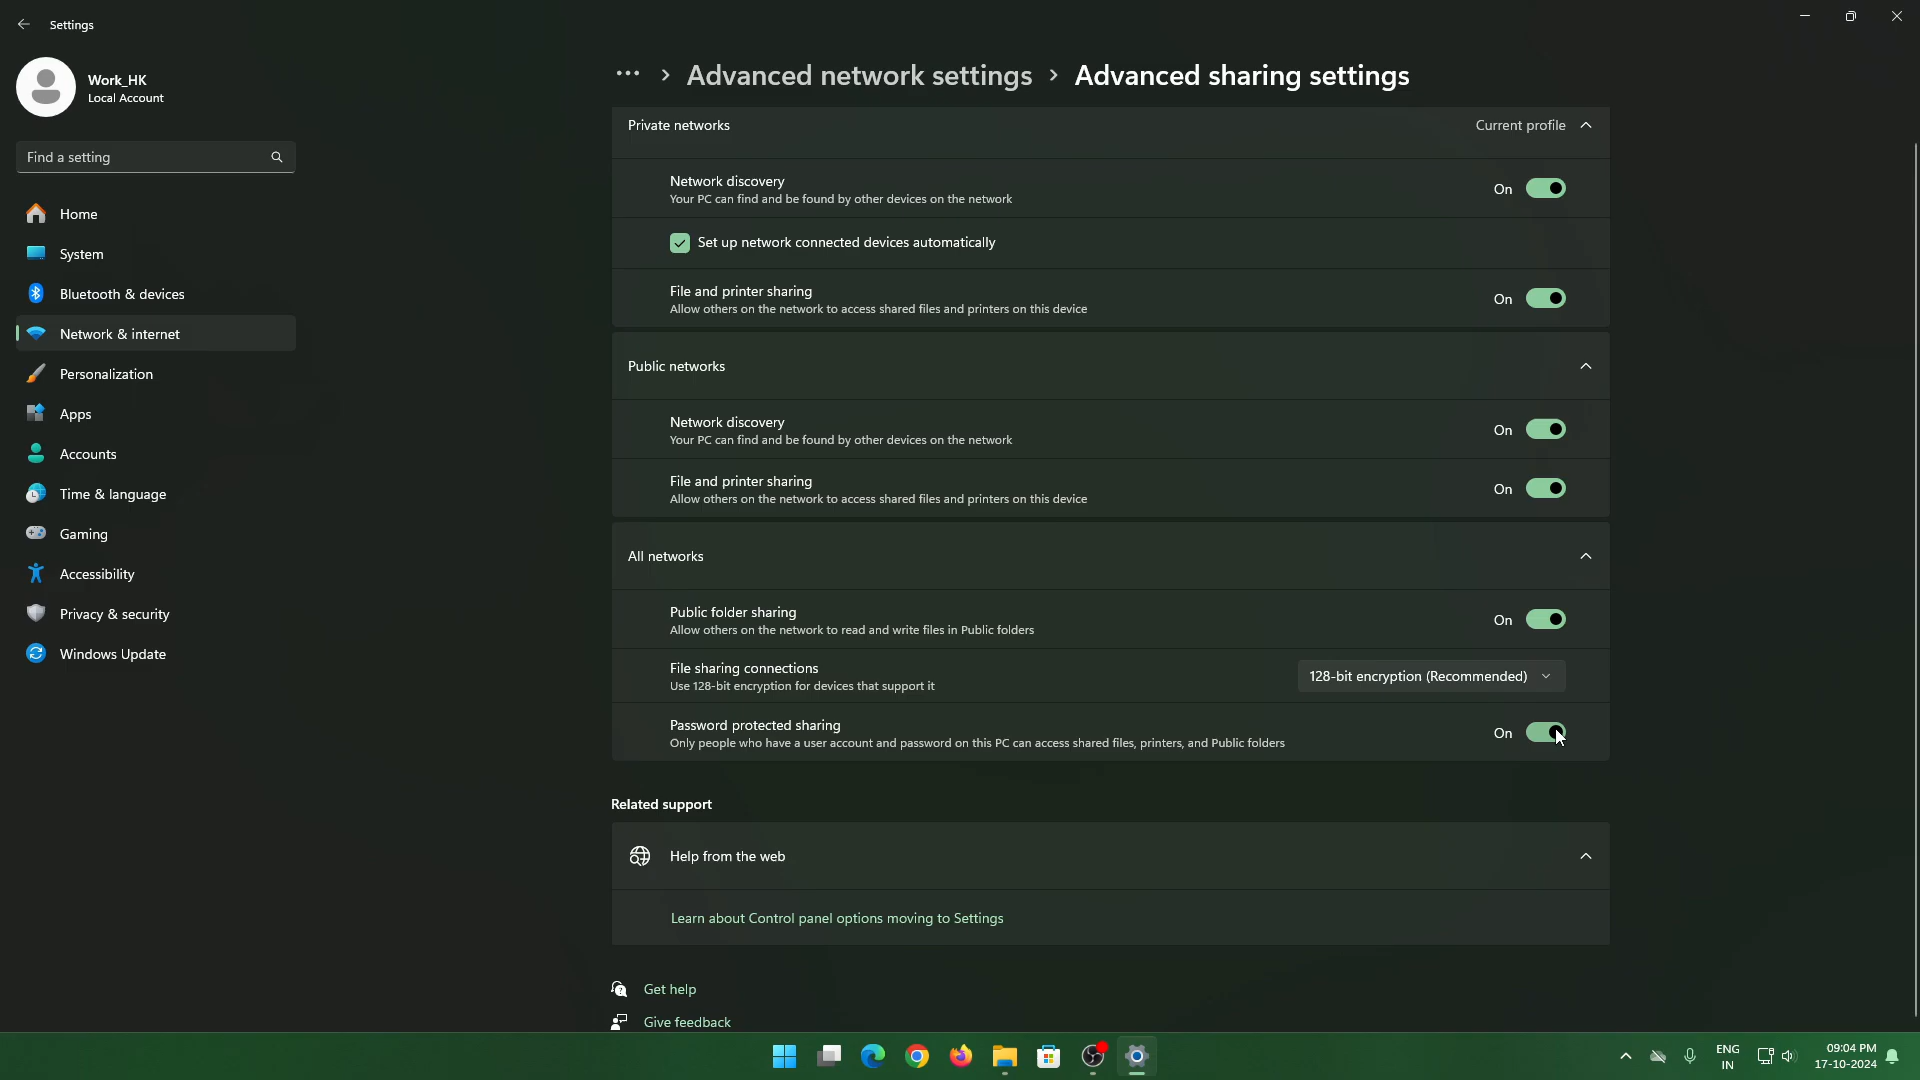 Settings
Work_HK
Local Account
Find a setting
Home
System
Bluetooth & devices
Network & internet
Personalization
Apps
Accounts
Time & language
Gaming
Accessibility
Privacy & security
Windows Update
Advanced network settings > Advanced sharing settings
Private networks
Current profile
Network discovery
Your PC can find and be found by other devices on the network
On
Set up network connected devices automatically
File and printer sharing
Allow others on the network to access shared files and printers on this device
On
Public networks
Network discovery
Your PC can find and be found by other devices on the network
On
File and printer sharing
Allow others on the network to access shared files and printers on this device
On
All networks
Public folder sharing
Allow others on the network to read and write files in Public folders
On
File sharing connections
Use 128-bit encryption for devices that support it
128-bit encryption (Recommended)
Password protected sharing
Only people who have a user account and password on this PC can access shared files, printers, and Public folders
On
Related support
Help from the web
Learn about Control panel options moving to Settings
Get help
Give feedback
ENG
IN
09:04 PM
17-10-2024